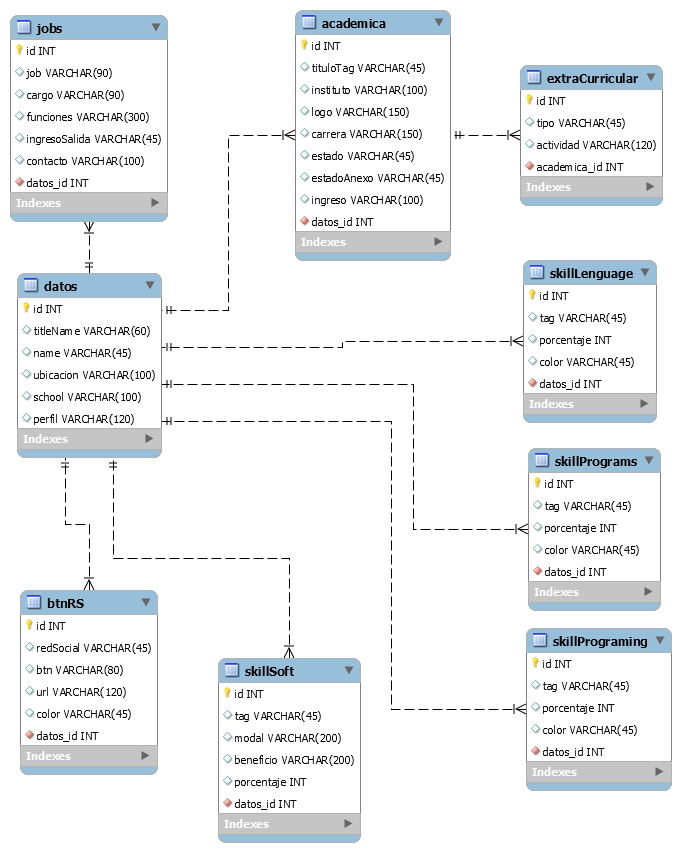 jobs
id INT
job VARCHAR(90)
cargo VARCHAR(90)
funciones VARCHAR(300)
ingresoSalida VARCHAR(45)
contacto VARCHAR(100)
datos_id INT
Indexes
academica
id INT
tituloTag VARCHAR(45)
instituto VARCHAR(100)
logo VARCHAR(150)
carrera VARCHAR(150)
estado VARCHAR(45)
estadoAnexo VARCHAR(45)
ingreso VARCHAR(100)
datos_id INT
Indexes
extraCurricular
id INT
tipo VARCHAR(45)
actividad VARCHAR(120)
academica_id INT
Indexes
datos
id INT
titleName VARCHAR(60)
name VARCHAR(45)
ubicacion VARCHAR(100)
school VARCHAR(100)
perfil VARCHAR(120)
Indexes
skillLenguage
id INT
tag VARCHAR(45)
porcentaje INT
color VARCHAR(45)
datos_id INT
Indexes
skillPrograms
id INT
tag VARCHAR(45)
porcentaje INT
color VARCHAR(45)
datos_id INT
Indexes
btnRS
id INT
redSocial VARCHAR(45)
btn VARCHAR(80)
url VARCHAR(120)
color VARCHAR(45)
datos_id INT
Indexes
skillSoft
id INT
tag VARCHAR(45)
modal VARCHAR(200)
beneficio VARCHAR(200)
porcentaje INT
datos_id INT
Indexes
skillPrograming
id INT
tag VARCHAR(45)
porcentaje INT
color VARCHAR(45)
datos_id INT
Indexes